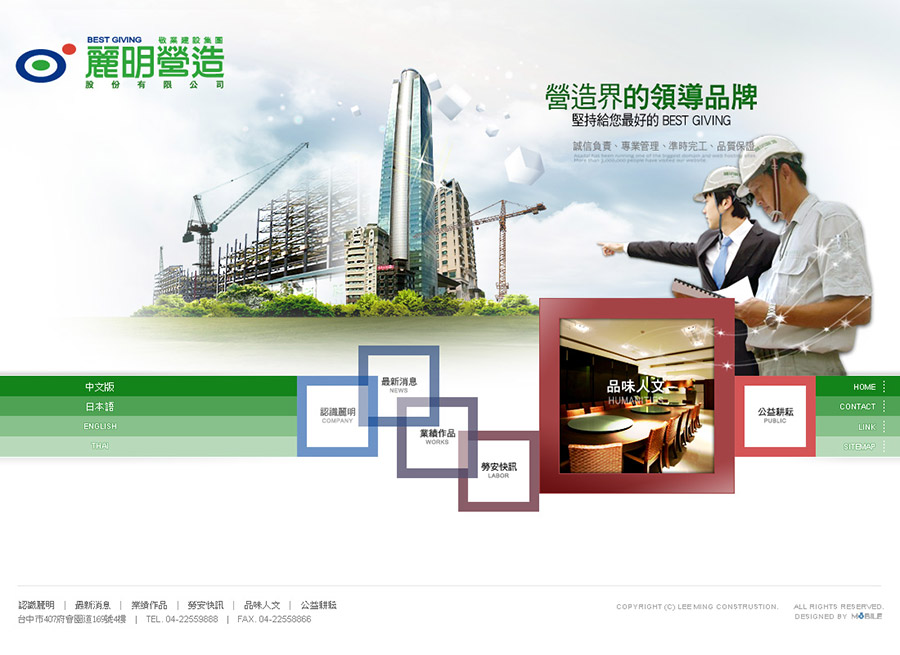 BEST GIVING 敬業建設集團
麗明營造
股份有限公司
營造界的領導品牌
堅持給您最好的 BEST GIVING
誠信負責、專業管理、準時完工、品質保證。
中文版
日本語
ENGLISH
THAI
認識麗明
COMPANY
最新消息
NEWS
業績作品
WORKS
勞安快訊
LABOR
品味人文
HUMANITIES
公益耕耘
PUBLIC
HOME
CONTACT
LINK
SITEMAP
認識麗明 | 最新消息 | 業績作品 | 勞安快訊 | 品味人文 | 公益耕耘
台中市407府會園道169號4樓 | TEL. 04-22559888 | FAX. 04-22558866
COPYRIGHT (C) LEE MING CONSTRUSTION. ALL RIGHTS RESERVED.
DESIGNED BY MOBILE